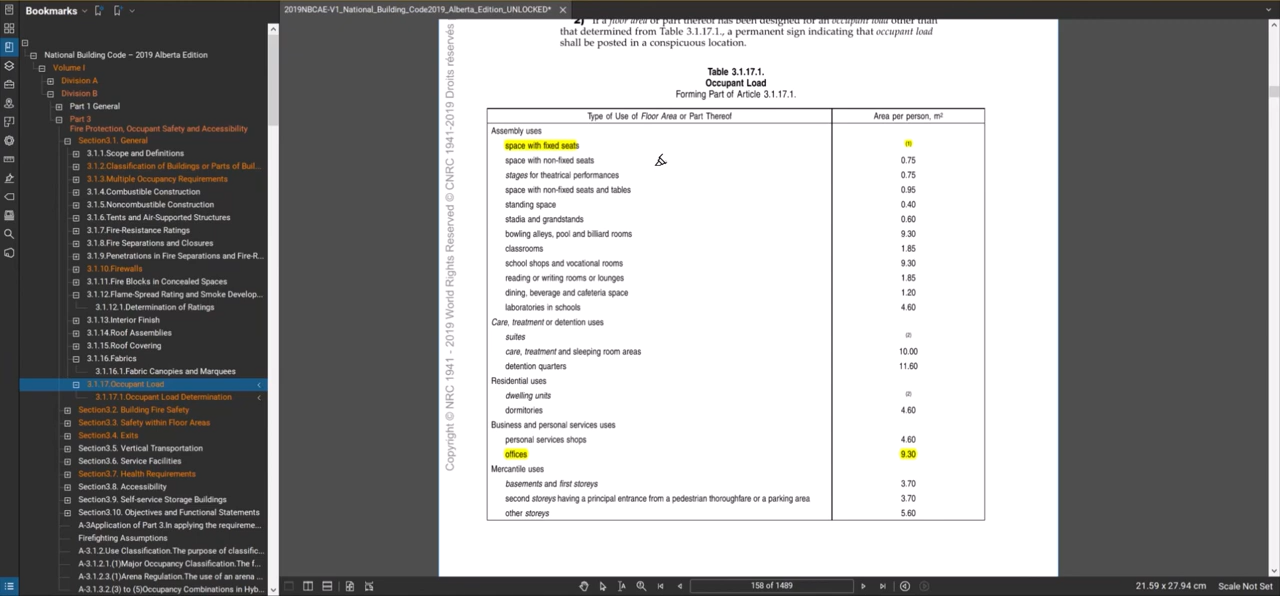 Bookmarks
2019NBCAE-V1_National_Building_Code2019_Alberta_Edition_UNLOCKED*
National Building Code – 2019 Alberta Edition
Volume I
Division A
Division B
Part 1 General
Part 3
Fire Protection, Occupant Safety and Accessibility
Section3.1. General
3.1.1.Scope and Definitions
3.1.2.Classification of Buildings or Parts of Buil...
3.1.3.Multiple Occupancy Requirements
3.1.4.Combustible Construction
3.1.5.Noncombustible Construction
3.1.6.Tents and Air-Supported Structures
3.1.7.Fire-Resistance Ratings
3.1.8.Fire Separations and Closures
3.1.9.Penetrations in Fire Separations and Fire-R...
3.1.10.Firewalls
3.1.11.Fire Blocks in Concealed Spaces
3.1.12.Flame-Spread Rating and Smoke Develop...
3.1.12.1.Determination of Ratings
3.1.13.Interior Finish
3.1.14.Roof Assemblies
3.1.15.Roof Covering
3.1.16.Fabrics
3.1.16.1.Fabric Canopies and Marquees
3.1.17.Occupant Load
3.1.17.1.Occupant Load Determination
Section3.2. Building Fire Safety
Section3.3. Safety within Floor Areas
Section3.4. Exits
Section3.5. Vertical Transportation
Section3.6. Service Facilities
Section3.7. Health Requirements
Section3.8. Accessibility
Section3.9. Self-service Storage Buildings
Section3.10. Objectives and Functional Statements
A-3Application of Part 3.In applying the requireme...
Firefighting Assumptions
A-3.1.2.Use Classification.The purpose of classific...
A-3.1.2.1.(1)Major Occupancy Classification.The f...
A-3.1.2.3.(1)Arena Regulation.The use of an arena ...
A-3.1.3.2.(3) to (5)Occupancy Combinations in Hyb...
Copyright © NRC 1941 - 2019 World Rights Reserved © CNRC 1941-2019 Droits réservés
2) If a floor area or part thereof has been designed for an occupant load other than
that determined from Table 3.1.17.1., a permanent sign indicating that occupant load
shall be posted in a conspicuous location.
Table 3.1.17.1.
Occupant Load
Forming Part of Article 3.1.17.1.
Type of Use of Floor Area or Part Thereof Area per person, m²
Assembly uses
space with fixed seats (1)
space with non-fixed seats 0.75
stages for theatrical performances 0.75
space with non-fixed seats and tables 0.95
standing space 0.40
stadia and grandstands 0.60
bowling alleys, pool and billiard rooms 9.30
classrooms 1.85
school shops and vocational rooms 9.30
reading or writing rooms or lounges 1.85
dining, beverage and cafeteria space 1.20
laboratories in schools 4.60
Care, treatment or detention uses
suites (2)
care, treatment and sleeping room areas 10.00
detention quarters 11.60
Residential uses
dwelling units (2)
dormitories 4.60
Business and personal services uses
personal services shops 4.60
offices 9.30
Mercantile uses
basements and first storeys 3.70
second storeys having a principal entrance from a pedestrian thoroughfare or a parking area 3.70
other storeys 5.60
158 of 1489
21.59 x 27.94 cm Scale Not Set